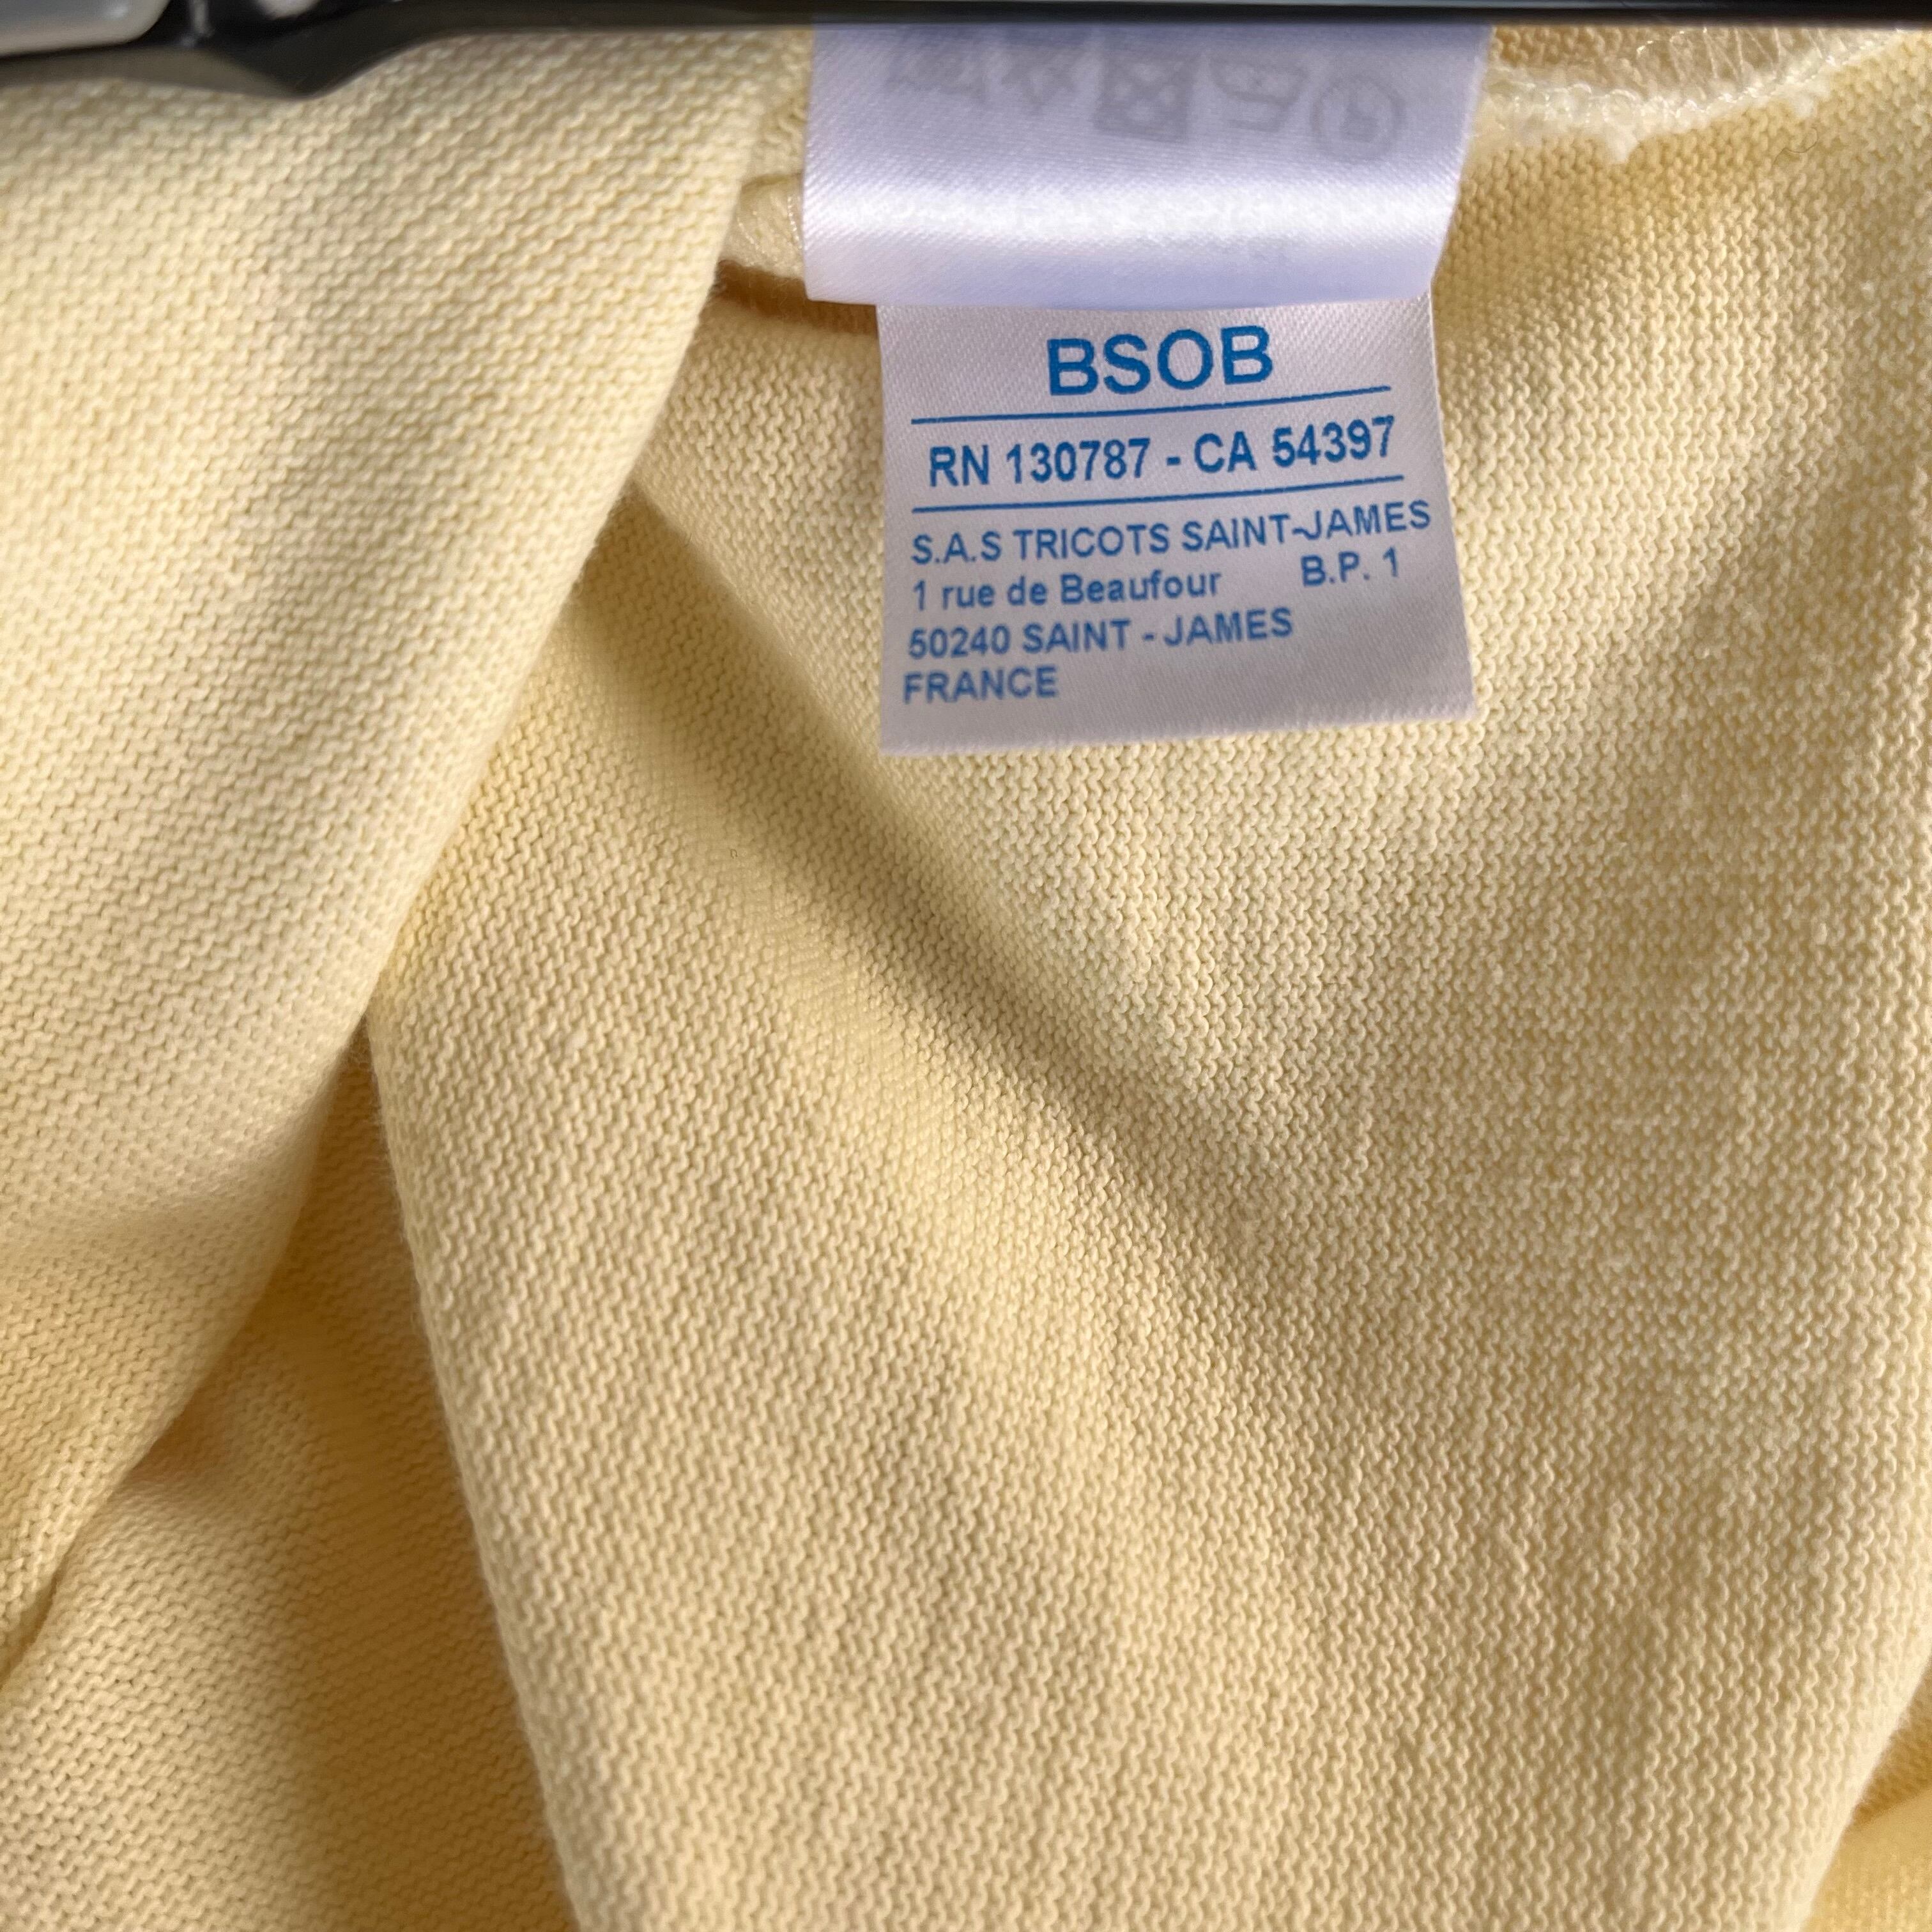 BSOB
RN 130787 - CA 54397
S.A.S TRICOTS SAINT-JAMES
1 rue de Beaufour B.P. 1
50240 SAINT - JAMES
FRANCE